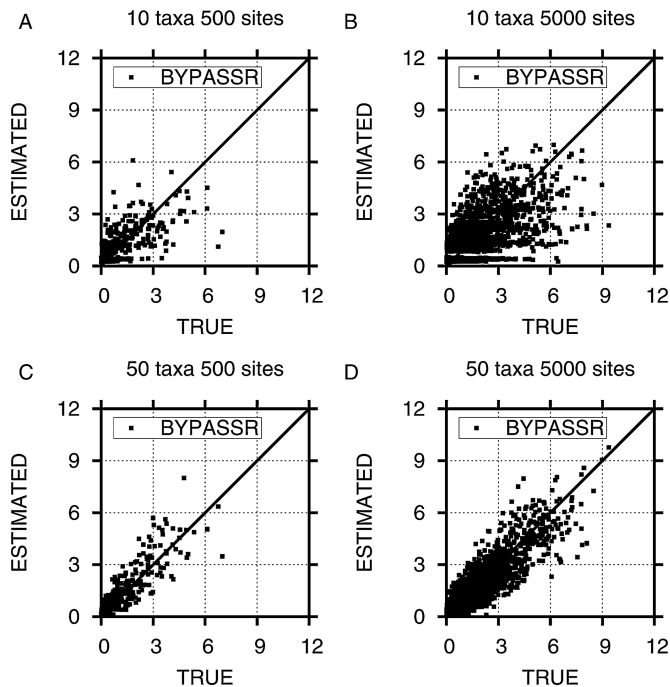 A
10 taxa 500 sites
12
9
6
3
0
ESTIMATED
BYPASSR
0 3 6 9 12
TRUE
B
10 taxa 5000 sites
12
9
6
3
0
ESTIMATED
BYPASSR
0 3 6 9 12
TRUE
C
50 taxa 500 sites
12
9
6
3
0
ESTIMATED
BYPASSR
0 3 6 9 12
TRUE
D
50 taxa 5000 sites
12
9
6
3
0
ESTIMATED
BYPASSR
0 3 6 9 12
TRUE